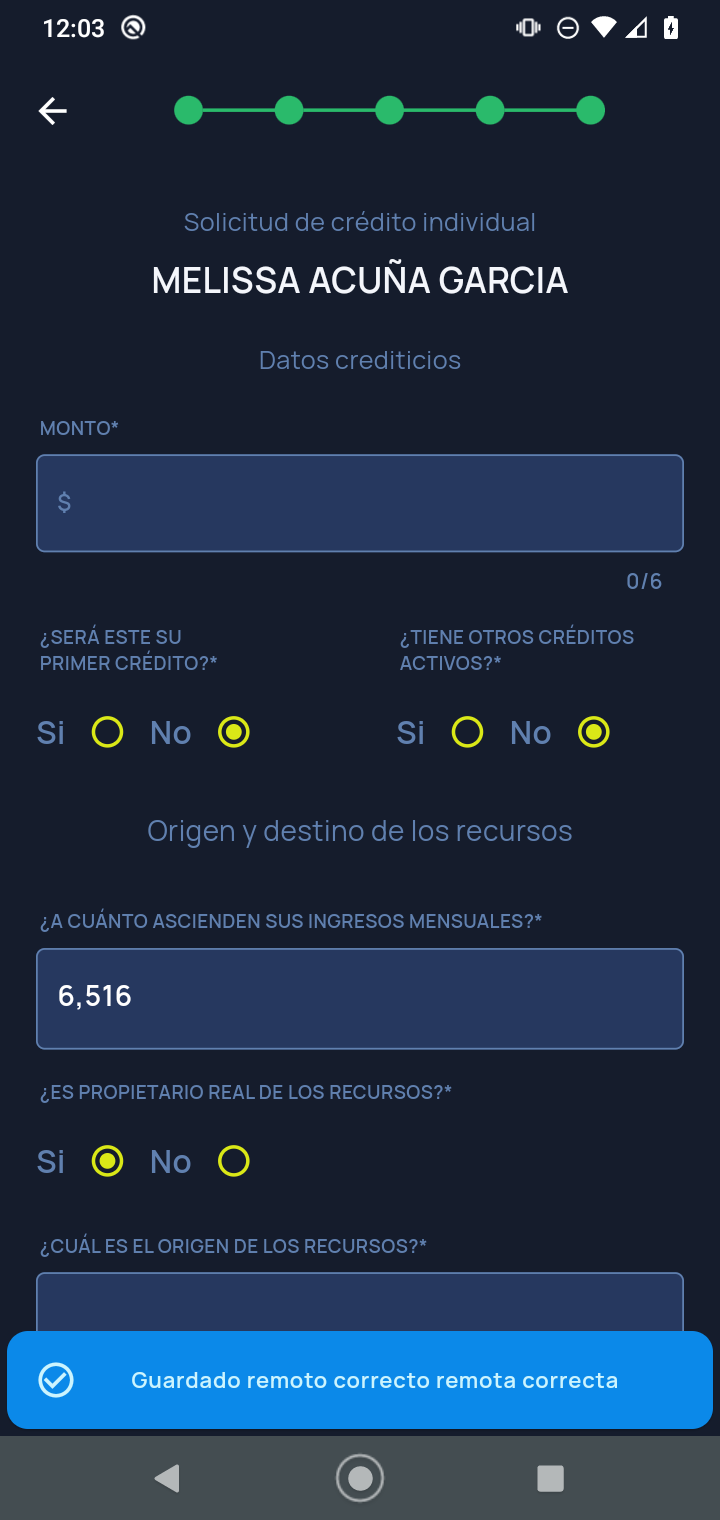 12:03
Solicitud de crédito individual
MELISSA ACUÑA GARCIA
Datos crediticios
MONTO*
$
0/6
¿SERÁ ESTE SU
PRIMER CRÉDITO?*
¿TIENE OTROS CRÉDITOS
ACTIVOS?*
Si No
Si No
Origen y destino de los recursos
¿A CUÁNTO ASCIENDEN SUS INGRESOS MENSUALES?*
6,516
¿ES PROPIETARIO REAL DE LOS RECURSOS?*
Si No
¿CUÁL ES EL ORIGEN DE LOS RECURSOS?*
Guardado remoto correcto remota correcta